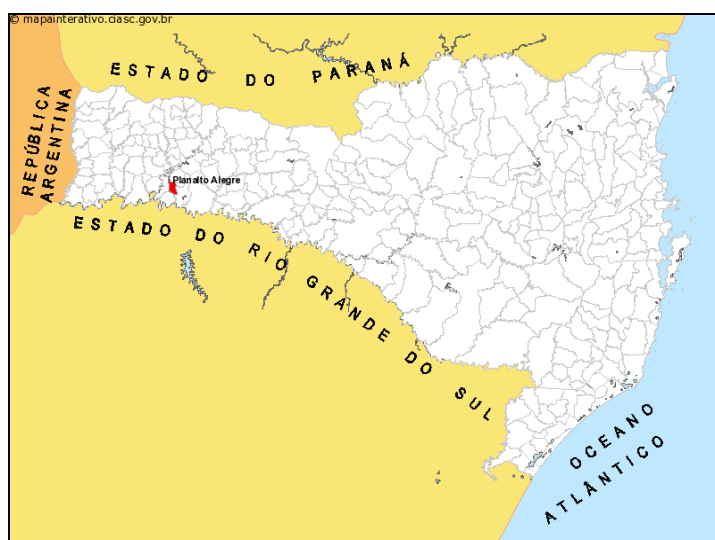 © mapainterativo.ciasc.gov.br
ESTADO DO PARANÁ
REPÚBLICA
ARGENTINA
Planalto Alegre
ESTADO DO RIO GRANDE DO SUL
OCEANO
ATLÂNTICO